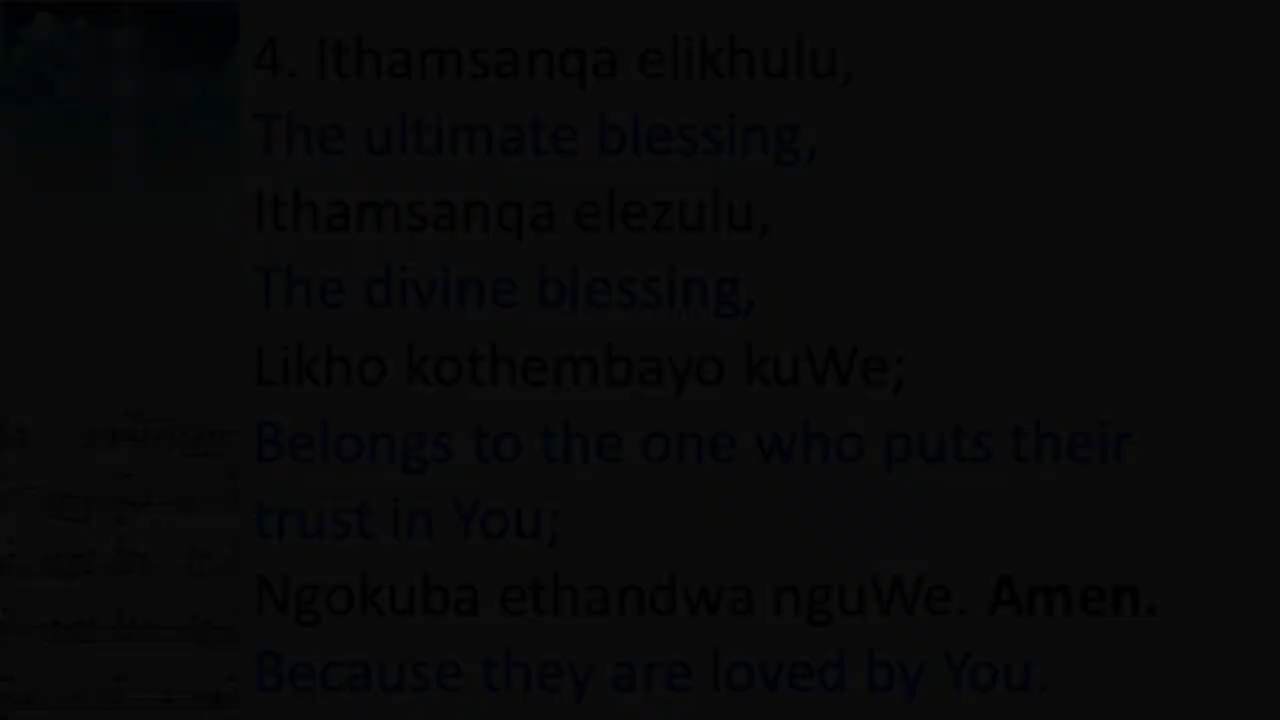 4. Ithamsanqa elikhulu,
The ultimate blessing,
Ithamsanqa elezulu,
The divine blessing,
Likho kothembayo kuWe;
Belongs to the one who puts their
trust in You;
Ngokuba ethandwa nguWe. Amen.
Because they are loved by You.